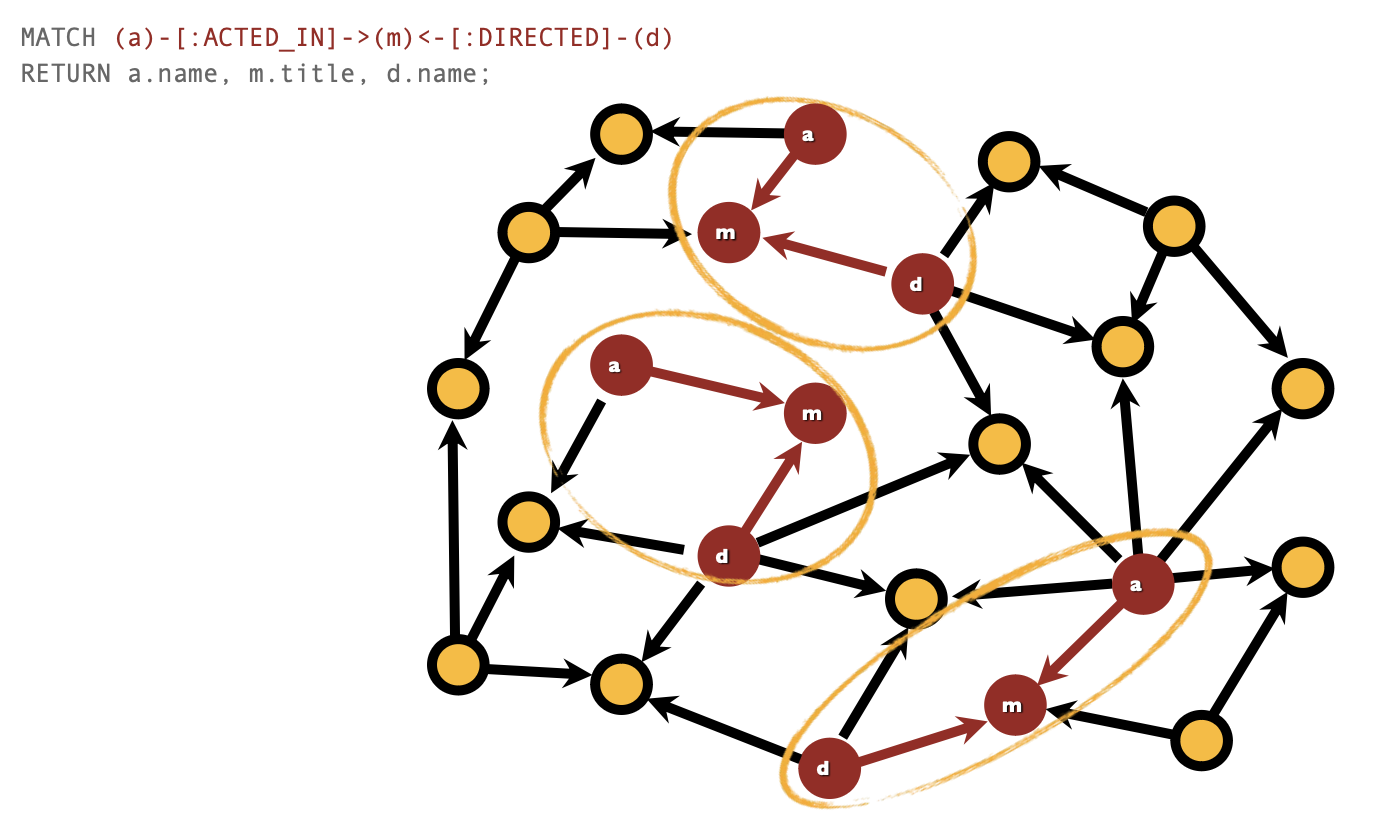 MATCH (a)-[:ACTED_IN]->(m)<-[:DIRECTED]-(d)
RETURN a.name, m.title, d.name;
a
m
d
a
m
d
a
m
d